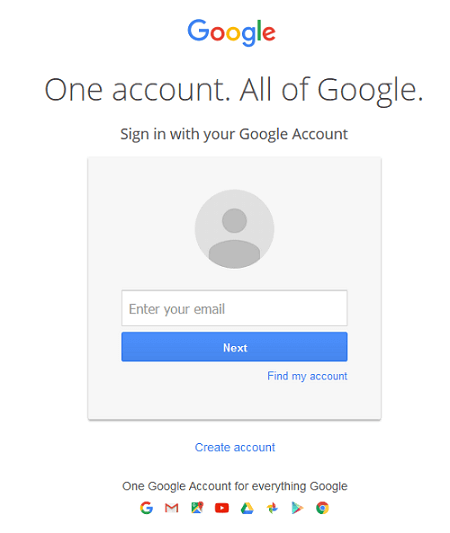 Google
One account. All of Google.
Sign in with your Google Account
Enter your email
Next
Find my account
Create account
One Google Account for everything Google